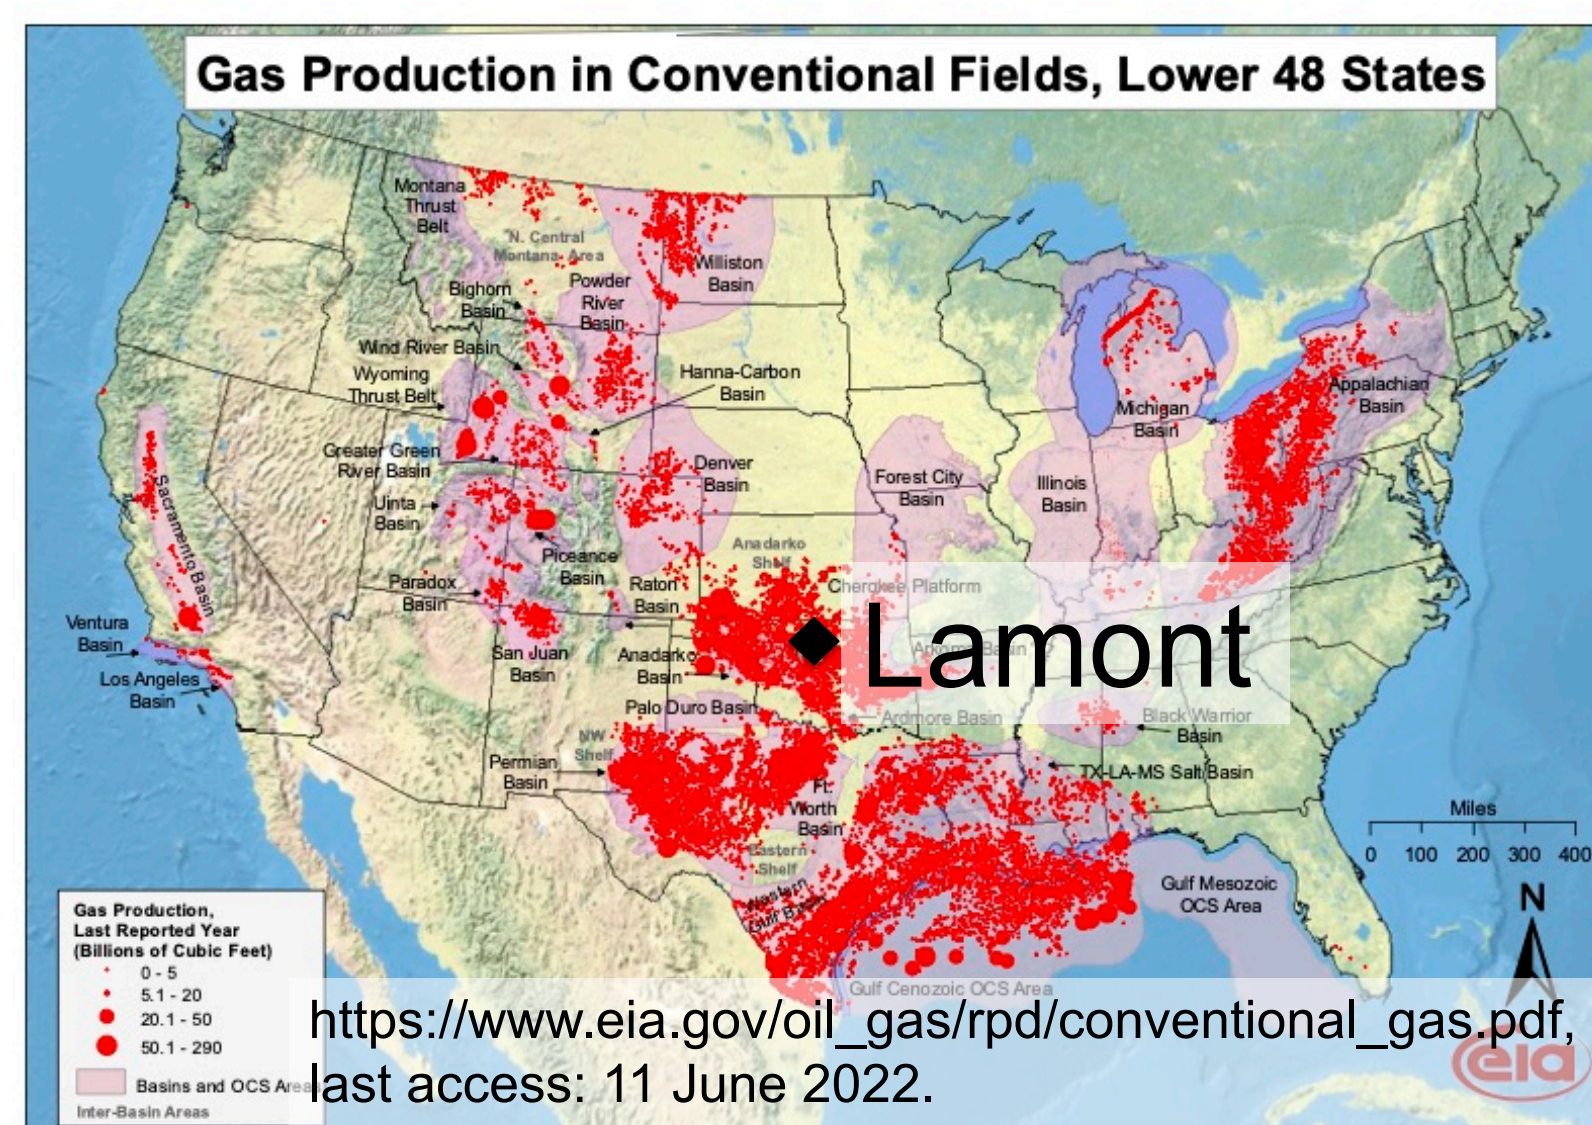 Gas Production in Conventional Fields, Lower 48 States
Montana
Thrust
Belt
N. Central
Montana Area
Williston
Basin
Powder
River
Basin
Bighorn
Basin
Wind River Basin
Wyoming
Thrust Belt
Hanna-Carbon
Basin
Michigan
Basin
Appalachian
Basin
Greater Green
River Basin
Denver
Basin
Forest City
Basin
Illinois
Basin
Uinta
Basin
Sacramento Basin
Piceance
Basin
Anadarko
Shelf
Cherokee Platform
Paradox
Basin
Raton
Basin
Ventura
Basin
Los Angeles
Basin
San Juan
Basin
Anadarko
Basin
Lamont
Arkoma Basin
Palo Duro Basin
Ardmore Basin
Black Warrior
Basin
NW
Shelf
Permian
Basin
TX-LA-MS Salt Basin
Ft.
Worth
Basin
Eastern
Shelf
Western
Gulf Basin
Gulf Mesozoic
OCS Area
Gulf Cenozoic OCS Area
Miles
0 100 200 300 400
N
Gas Production,
Last Reported Year
(Billions of Cubic Feet)
0 - 5
5.1 - 20
20.1 - 50
50.1 - 290
Basins and OCS Areas
Inter-Basin Areas
https://www.eia.gov/oil_gas/rpd/conventional_gas.pdf,
last access: 11 June 2022.
eia